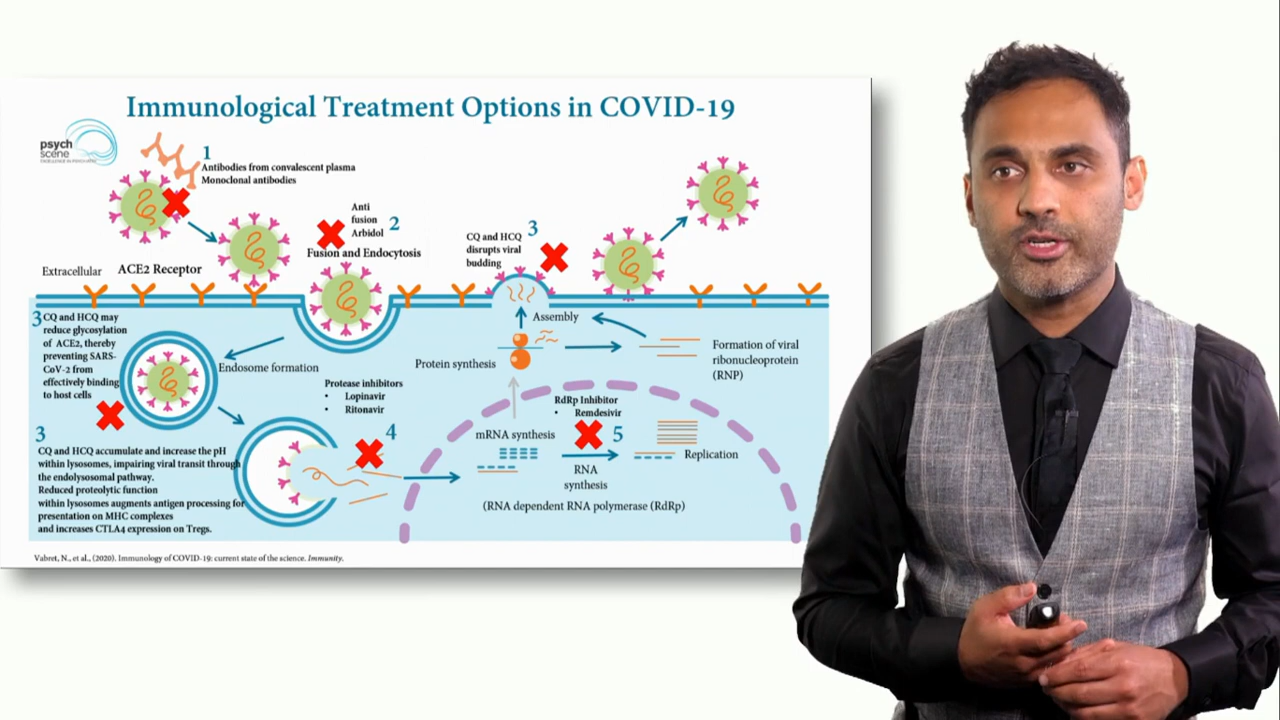 Immunological Treatment Options in COVID-19
psych
scene
1
Antibodies from convalescent plasma
Monoclonal antibodies
Anti
fusion
Arbidol
2
Fusion and Endocytosis
3
CQ and HCQ
disrupts viral
budding
Extracellular
ACE2 Receptor
3
CQ and HCQ may
reduce glycosylation
of ACE2, thereby
preventing SARS-
CoV-2 from
effectively binding
to host cells
Endosome formation
Assembly
Protein synthesis
Formation of viral
ribonucleoprotein
(RNP)
Protease inhibitors
• Lopinavir
• Ritonavir
4
RdRp Inhibitor
• Remdesivir
5
mRNA synthesis
RNA
synthesis
Replication
(RNA dependent RNA polymerase (RdRp)
3
CQ and HCQ accumulate and increase the pH
within lysosomes, impairing viral transit through
the endolysosomal pathway.
Reduced proteolytic function
within lysosomes augments antigen processing for
presentation on MHC complexes
and increases CTLA4 expression on Tregs.
Vabret, N., et al., (2020). Immunology of COVID-19: current state of the science. Immunity.